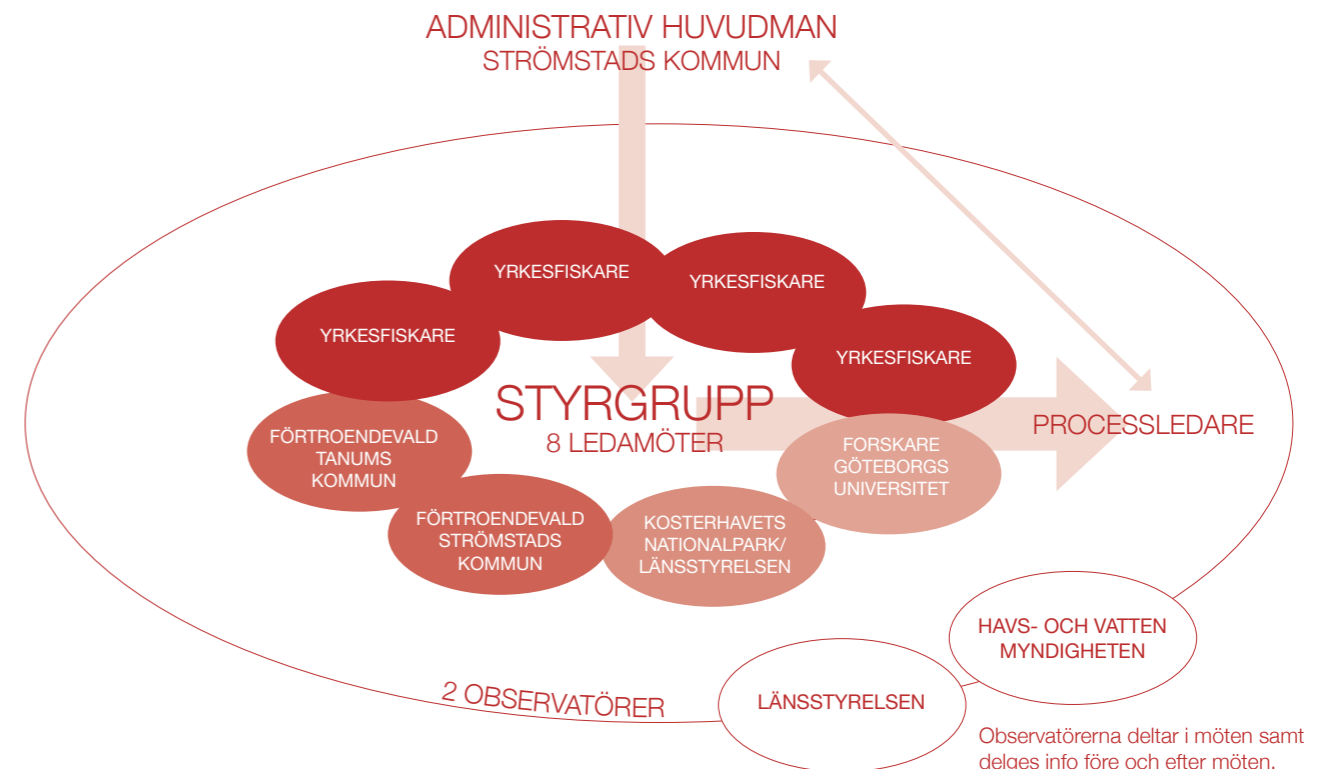 ADMINISTRATIV HUVUDMAN
STRÖMSTADS KOMMUN
YRKESFISKARE
YRKESFISKARE
YRKESFISKARE
YRKESFISKARE
STYRGRUPP
8 LEDAMÖTER
PROCESSLEDARE
FÖRTROENDEVALD
TANUMS
KOMMUN
FÖRTROENDEVALD
STRÖMSTADS
KOMMUN
KOSTERHAVETS
NATIONALPARK/
LÄNSSTYRELSEN
FORSKARE
GÖTEBORGS
UNIVERSITET
2 OBSERVATÖRER
LÄNSSTYRELSEN
HAVS- OCH VATTEN
MYNDIGHETEN
Observatörerna deltar i möten samt
delges info före och efter möten.